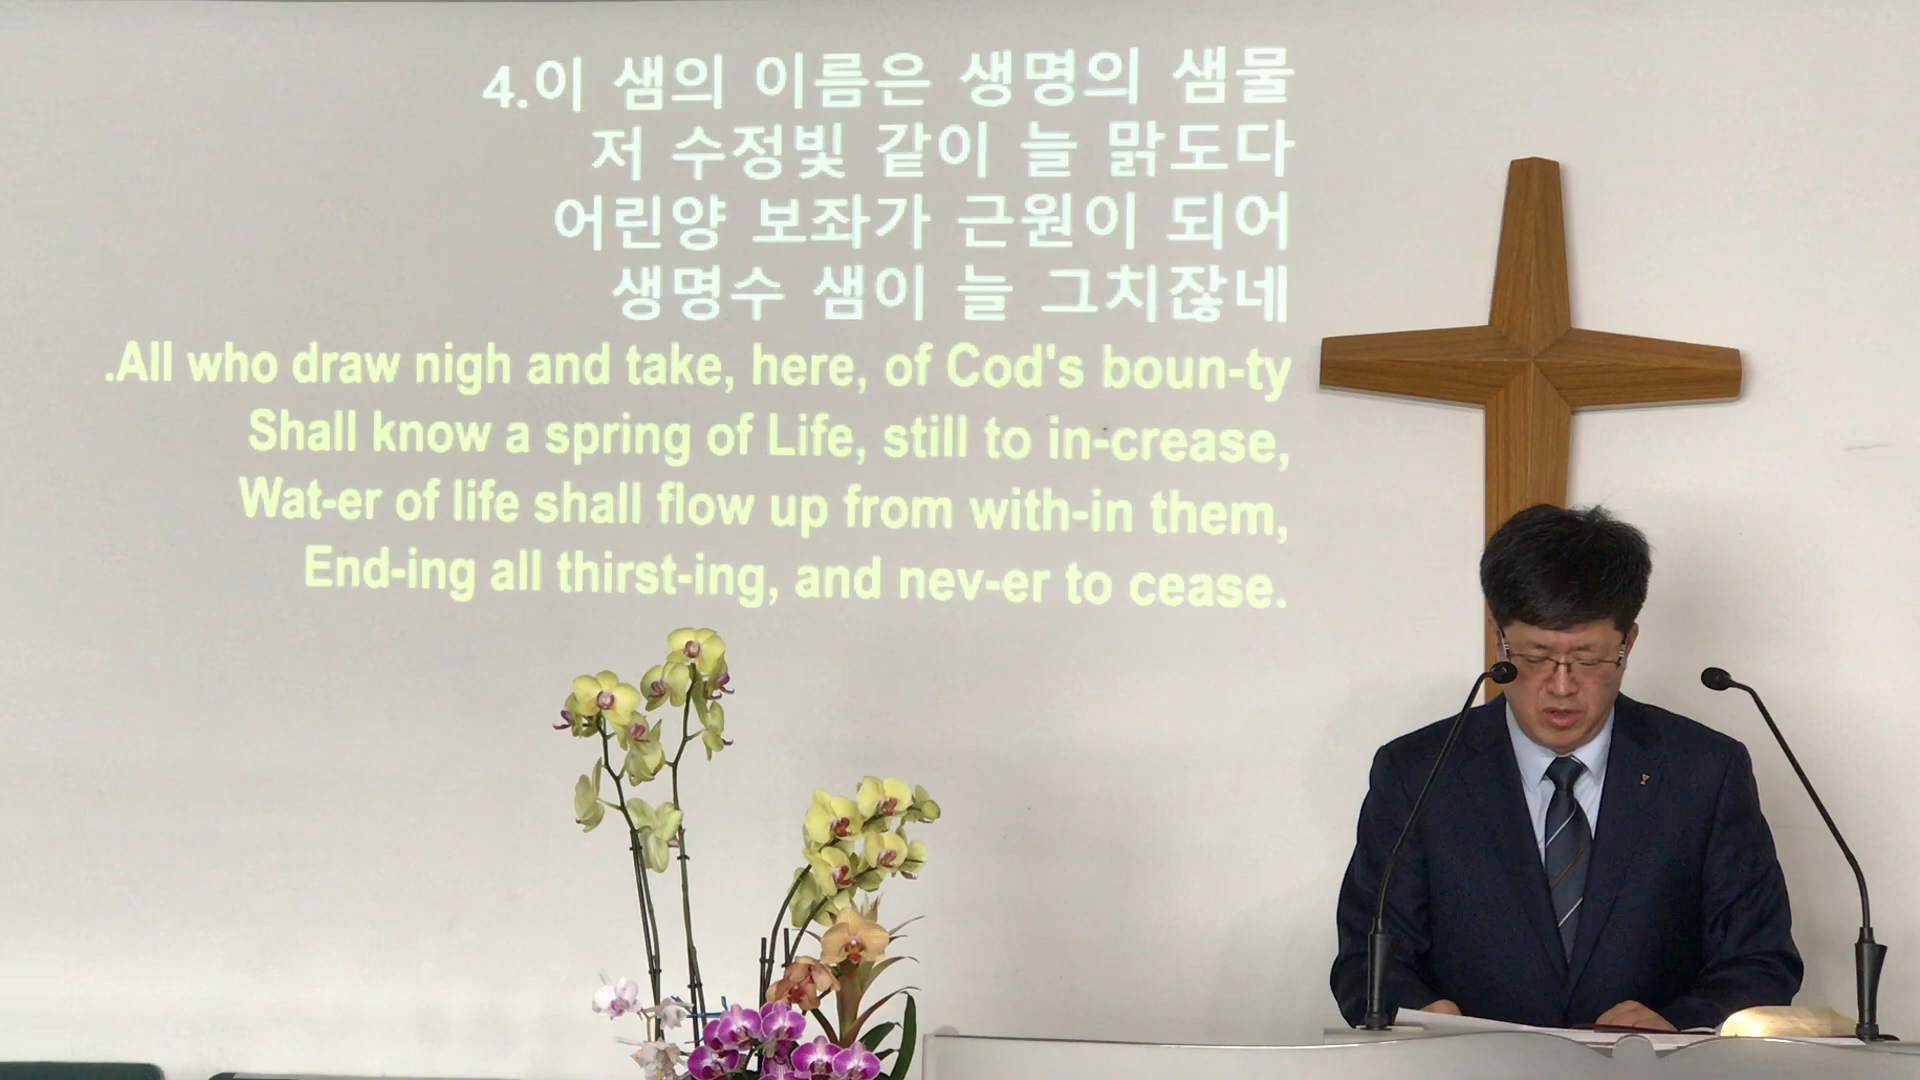 4.이 샘의 이름은 생명의 샘물
저 수정빛 같이 늘 맑도다
어린양 보좌가 근원이 되어
생명수 샘이 늘 그치잖네
.All who draw nigh and take, here, of Cod's boun-ty
Shall know a spring of Life, still to in-crease,
Wat-er of life shall flow up from with-in them,
End-ing all thirst-ing, and nev-er to cease.